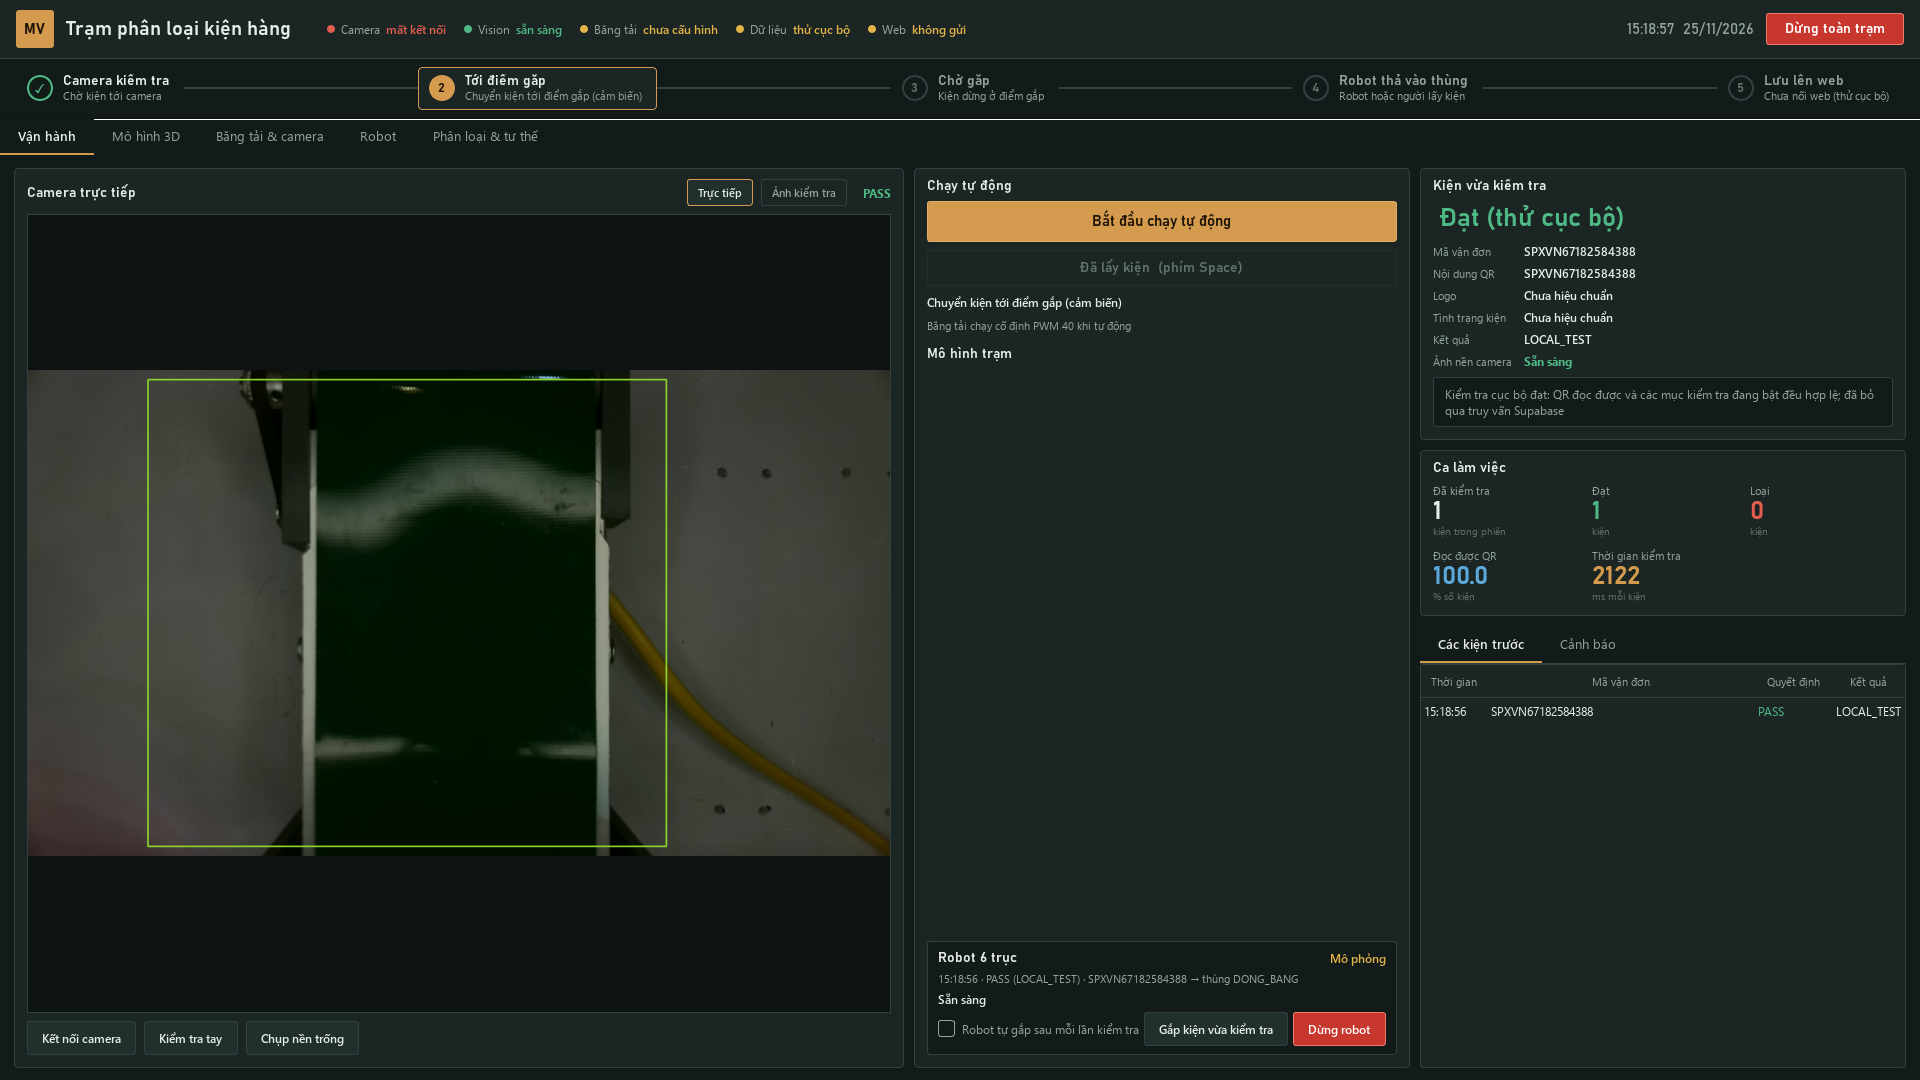 MV Trạm phân loại kiện hàng
Camera mất kết nối
Vision sẵn sàng
Băng tải chưa cấu hình
Dữ liệu thử cục bộ
Web không gửi
15:18:57 25/11/2026
Dừng toàn trạm
✓ Camera kiểm tra
Chờ kiện tới camera
2 Tới điểm gắp
Chuyển kiện tới điểm gắp (cảm biến)
3 Chờ gắp
Kiện dừng ở điểm gắp
4 Robot thả vào thùng
Robot hoặc người lấy kiện
5 Lưu lên web
Chưa nối web (thử cục bộ)
Vận hành
Mô hình 3D
Băng tải & camera
Robot
Phân loại & tư thế
Camera trực tiếp
Trực tiếp
Ảnh kiểm tra
PASS
Kết nối camera
Kiểm tra tay
Chụp nền trống
Chạy tự động
Bắt đầu chạy tự động
Đã lấy kiện (phím Space)
Chuyển kiện tới điểm gắp (cảm biến)
Băng tải chạy cố định PWM 40 khi tự động
Mô hình trạm
Robot 6 trục
Mô phỏng
15:18:56 · PASS (LOCAL_TEST) · SPXVN67182584388 → thùng DONG_BANG
Sẵn sàng
Robot tự gắp sau mỗi lần kiểm tra
Gắp kiện vừa kiểm tra
Dừng robot
Kiện vừa kiểm tra
Đạt (thử cục bộ)
Mã vận đơn SPXVN67182584388
Nội dung QR SPXVN67182584388
Logo Chưa hiệu chuẩn
Tình trạng kiện Chưa hiệu chuẩn
Kết quả LOCAL_TEST
Ảnh nền camera Sẵn sàng
Kiểm tra cục bộ đạt: QR đọc được và các mục kiểm tra đang bật đều hợp lệ; đã bỏ
qua truy vấn Supabase
Ca làm việc
Đã kiểm tra
1
kiện trong phiên
Đạt
1
kiện
Loại
0
kiện
Đọc được QR
100.0
% số kiện
Thời gian kiểm tra
2122
ms mỗi kiện
Các kiện trước
Cảnh báo
Thời gian Mã vận đơn Quyết định Kết quả
15:18:56 SPXVN67182584388 PASS LOCAL_TEST